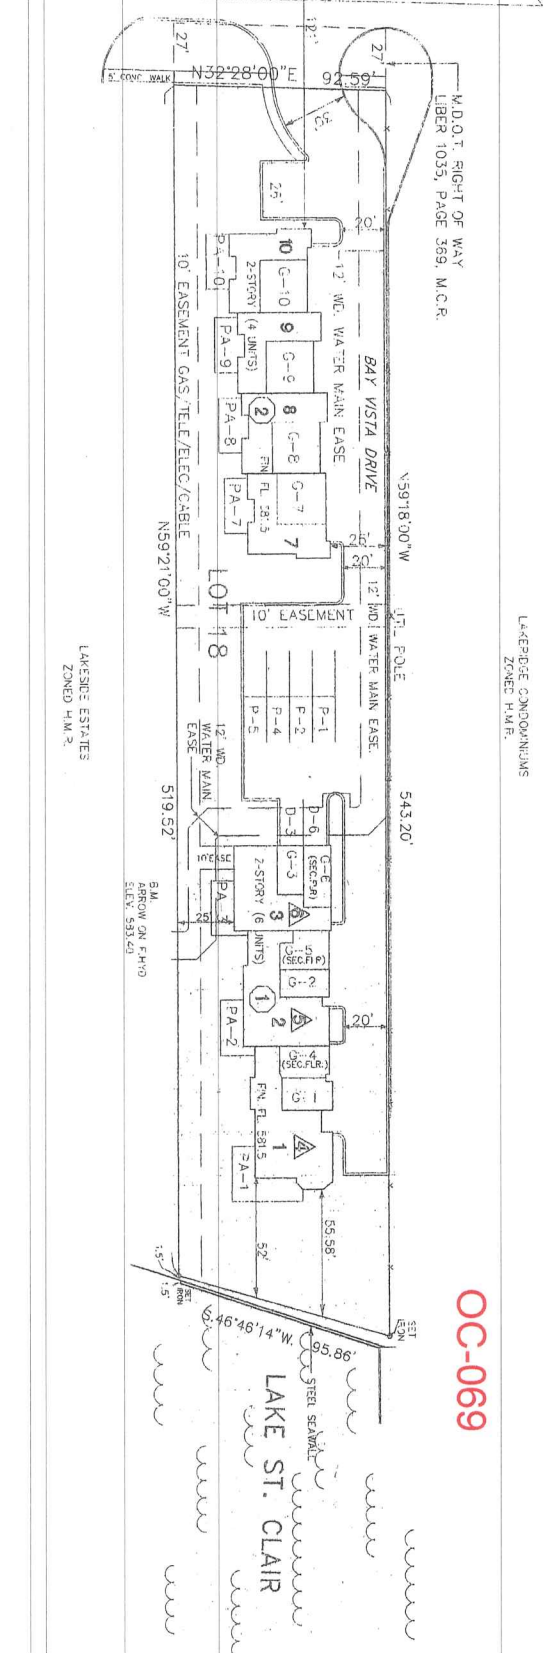 27'
N32°28'00"E
92.59'
5' CONC. WALK
27'
M.D.O.T. RIGHT OF WAY
LIBER 1035, PAGE 369, M.C.R.
26'
20'
10
PA-10
2-STORY (4 UNITS)
G-10
9
PA-9
G-9
8
PA-8
G-8
2
G-7
PA-7
FIN. FL. 581.5
7
12' WD. WATER MAIN EASE
BAY VISTA DRIVE
10' EASEMENT GAS/TELE/ELEC/CABLE
N59°21'00"W
N59°18'00"W
LOT 18
26'
20'
10' EASEMENT
12' WD. WATER MAIN EASE.
UTIL POLE
LAKERIDGE CONDOMINIUMS
ZONED H.M.R.
LAKESIDE ESTATES
ZONED H.M.R.
P-1
P-2
P-4
P-5
12' WD.
WATER MAIN
EASE
519.52'
543.20'
D-6
D-3
G-6
(SEC.FLR)
G-3
10' EASE
2-STORY (6 UNITS)
PA-3
3
6
25'
B.M.
ARROW ON F.HYD
ELEV. 583.40
G-5
(SEC.FLR)
G-2
1
2
5
PA-2
20'
G-4
(SEC.FLR.)
G-1
FIN. FL. 581.5
1
4
PA-1
52'
55.58'
1.5'
1.5'
SET
IRON
SET
IRON
S.46°46'14"W.
95.86'
STEEL SEAWALL
LAKE ST. CLAIR
OC-069